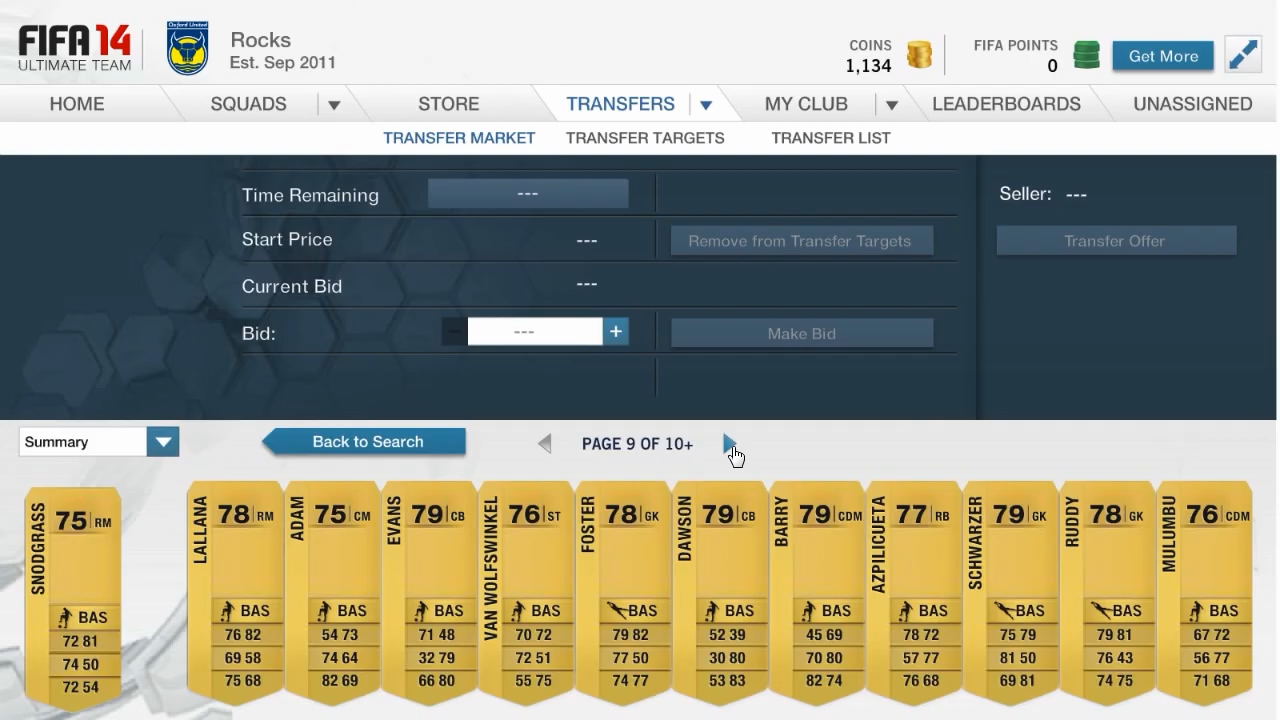 FIFA 14
ULTIMATE TEAM
Oxford United
Rocks
Est. Sep 2011
COINS
1,134
FIFA POINTS
0
Get More
HOME
SQUADS
STORE
TRANSFERS
MY CLUB
LEADERBOARDS
UNASSIGNED
TRANSFER MARKET
TRANSFER TARGETS
TRANSFER LIST
Time Remaining
---
Seller: ---
Start Price
---
Remove from Transfer Targets
Transfer Offer
Current Bid
---
Bid:
---
+
Make Bid
Summary
Back to Search
PAGE 9 OF 10+
SNODGRASS
75 RM
BAS
72 81
74 50
72 54
LALLANA
78 RM
BAS
76 82
69 58
75 68
ADAM
75 CM
BAS
54 73
74 64
82 69
EVANS
79 CB
BAS
71 48
32 79
66 80
VAN WOLFSWINKEL
76 ST
BAS
70 72
72 51
55 75
FOSTER
78 GK
BAS
79 82
77 50
74 77
DAWSON
79 CB
BAS
52 39
30 80
53 83
BARRY
79 CDM
BAS
45 69
70 80
82 74
AZPILICUETA
77 RB
BAS
78 72
57 77
76 68
SCHWARZER
79 GK
BAS
75 79
81 50
69 81
RUDDY
78 GK
BAS
79 81
76 43
74 75
MULUMBU
76 CDM
BAS
67 72
56 77
71 68